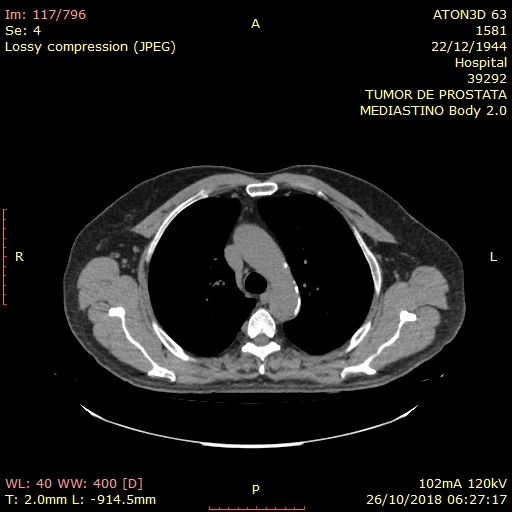 Im: 117/796
Se: 4
Lossy compression (JPEG)
A
ATON3D 63
1581
22/12/1944
Hospital
39292
TUMOR DE PROSTATA
MEDIASTINO Body 2.0
R
L
WL: 40 WW: 400 [D]
T: 2.0mm L: -914.5mm
P
102mA 120kV
26/10/2018 06:27:17